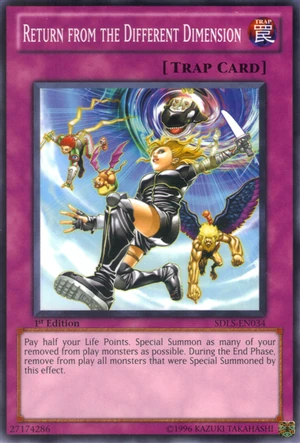 RETURN FROM THE DIFFERENT DIMENSION
TRAP
罠
[TRAP CARD]
1st Edition
SDLS-EN034
Pay half your Life Points. Special Summon as many of your
removed from play monsters as possible. During the End Phase,
remove from play all monsters that were Special Summoned by
this effect.
27174286
©1996 KAZUKI TAKAHASHI